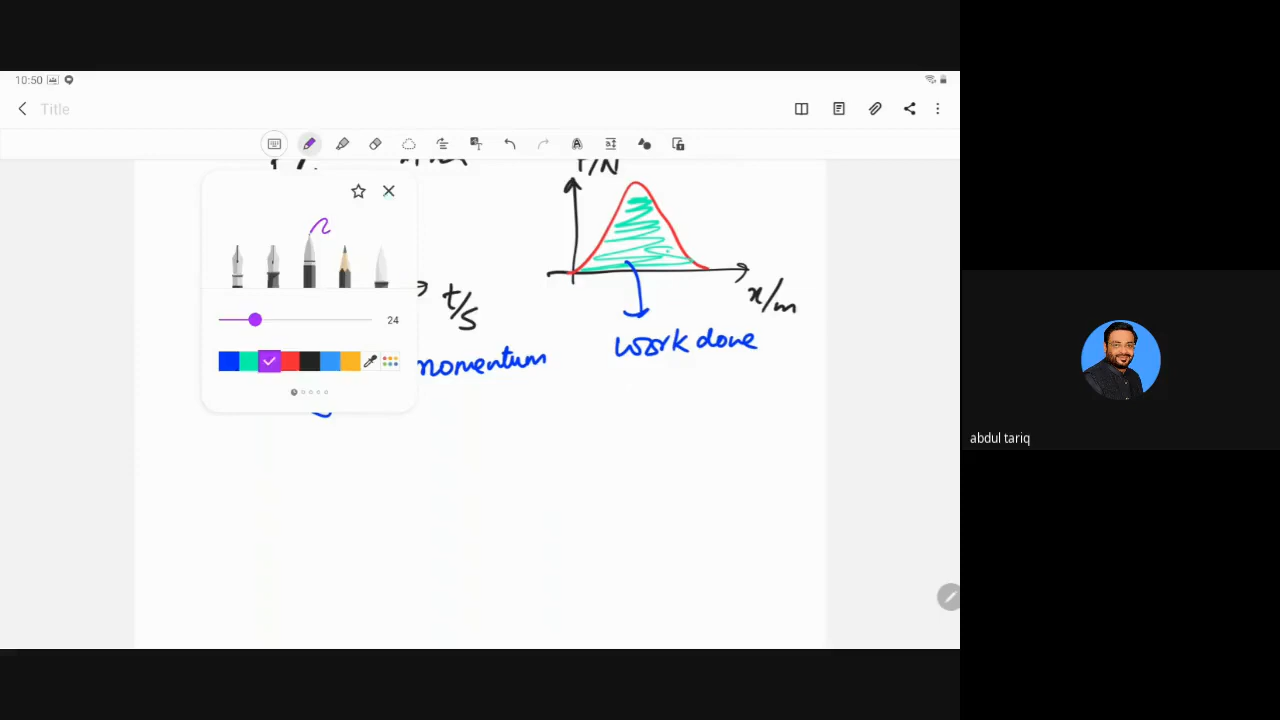 10:50
Title
F/N
t/s
x/m
24
momentum
work done
abdul tariq